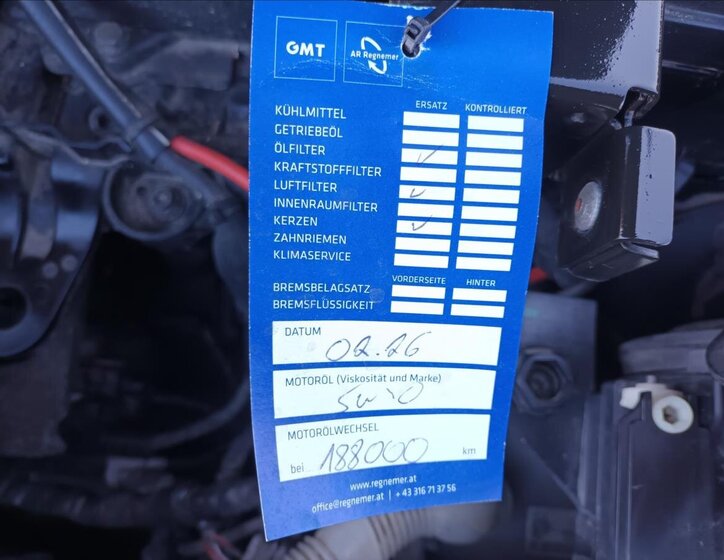 GMT AR Regnemer
ERSATZ KONTROLLIERT
KÜHLMITTEL
GETRIEBEÖL
ÖLFILTER
KRAFTSTOFFFILTER
LUFTFILTER
INNENRAUMFILTER
KERZEN
ZAHNRIEMEN
KLIMASERVICE
VORDERSEITE HINTER
BREMSBELAGSATZ
BREMSFLÜSSIGKEIT
DATUM
02.26
MOTORÖL (Viskosität und Marke)
MOTORÖLWECHSEL
bei 188000 km
www.regnemer.at
office@regnemer.at | +43 316 71 37 56